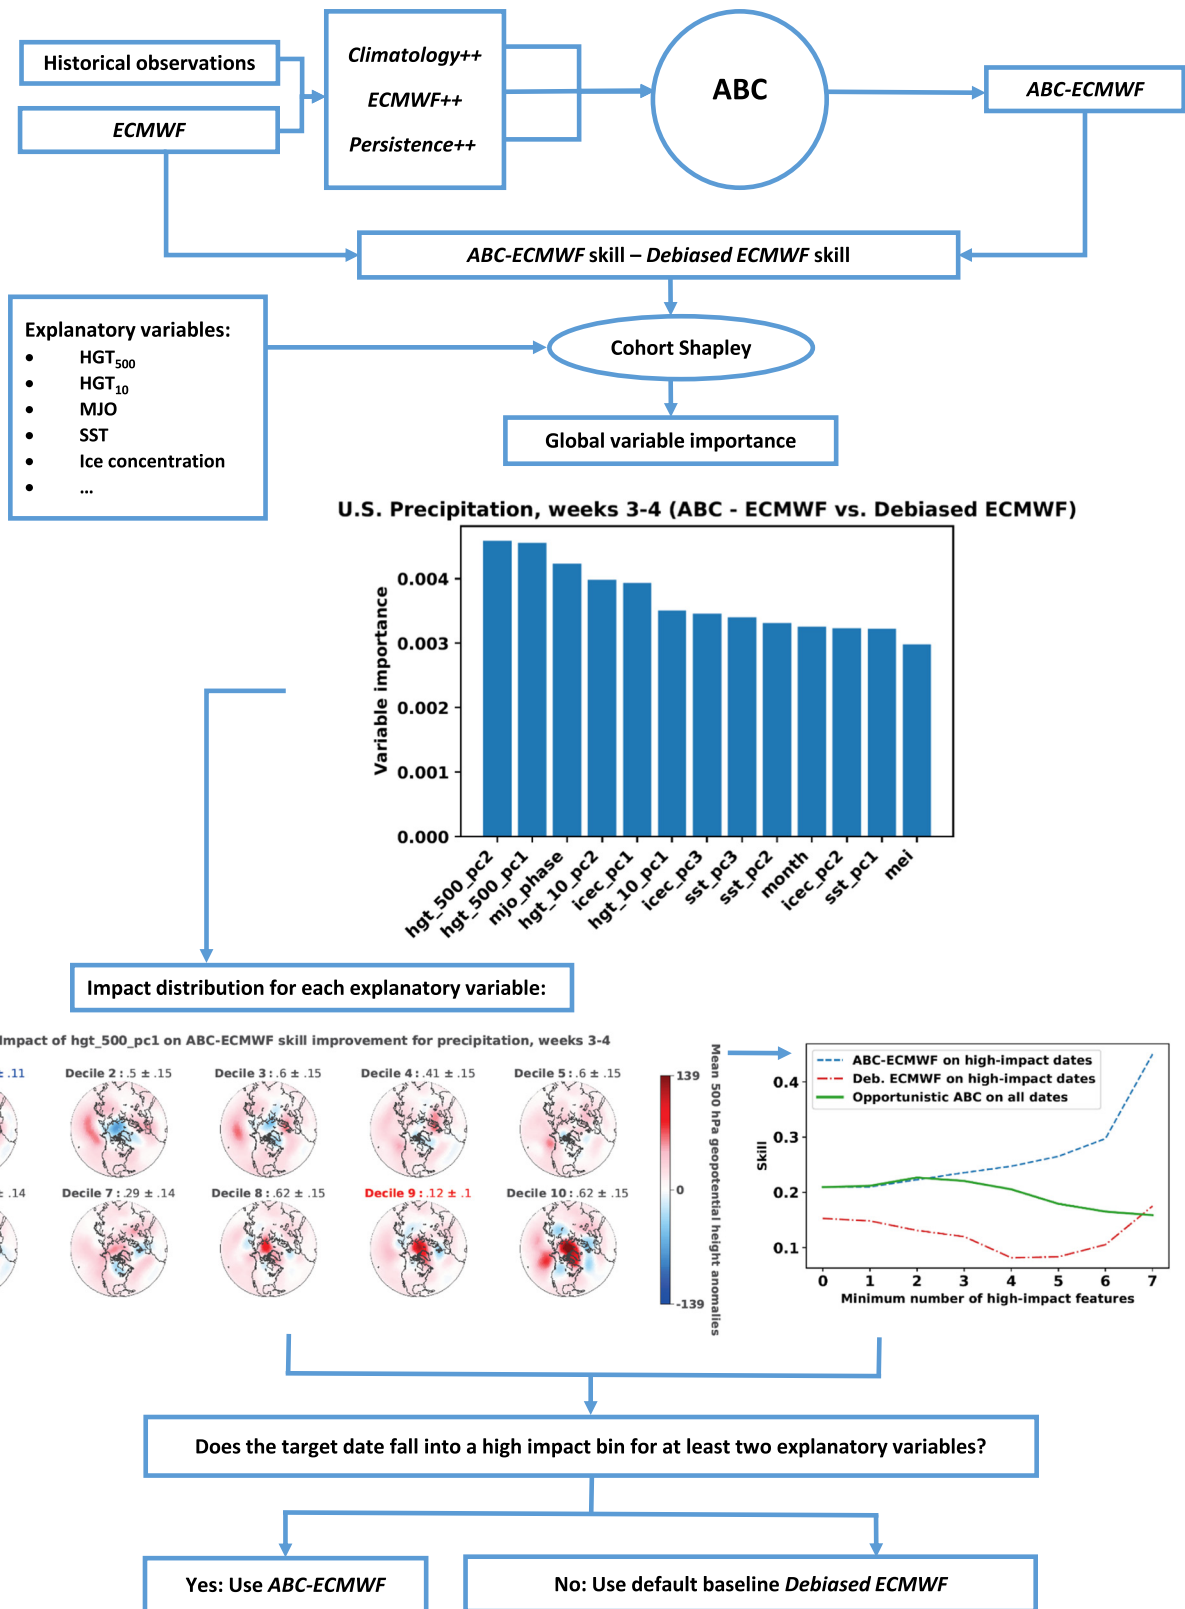 Historical observations
ECMWF
Climatology++
ECMWF++
Persistence++
ABC
ABC-ECMWF
ABC-ECMWF skill – Debiased ECMWF skill
Explanatory variables:
• HGT500
• HGT10
• MJO
• SST
• Ice concentration
• ...
Cohort Shapley
Global variable importance
U.S. Precipitation, weeks 3-4 (ABC - ECMWF vs. Debiased ECMWF)
Variable importance
0.004
0.003
0.002
0.001
0.000
hgt_500_pc2
hgt_500_pc1
mjo_phase
hgt_10_pc2
icec_pc1
hgt_10_pc1
icec_pc3
sst_pc3
sst_pc2
month
icec_pc2
sst_pc1
mei
Impact distribution for each explanatory variable:
Impact of hgt_500_pc1 on ABC-ECMWF skill improvement for precipitation, weeks 3-4
± .11
Decile 2 : .5 ± .15
Decile 3 : .6 ± .15
Decile 4 : .41 ± .15
Decile 5 : .6 ± .15
± .14
Decile 7 : .29 ± .14
Decile 8 : .62 ± .15
Decile 9 : .12 ± .1
Decile 10 : .62 ± .15
139
0
-139
Mean 500 hPa geopotential height anomalies
ABC-ECMWF on high-impact dates
Deb. ECMWF on high-impact dates
Opportunistic ABC on all dates
Skill
0.4
0.3
0.2
0.1
0 1 2 3 4 5 6 7
Minimum number of high-impact features
Does the target date fall into a high impact bin for at least two explanatory variables?
Yes: Use ABC-ECMWF
No: Use default baseline Debiased ECMWF